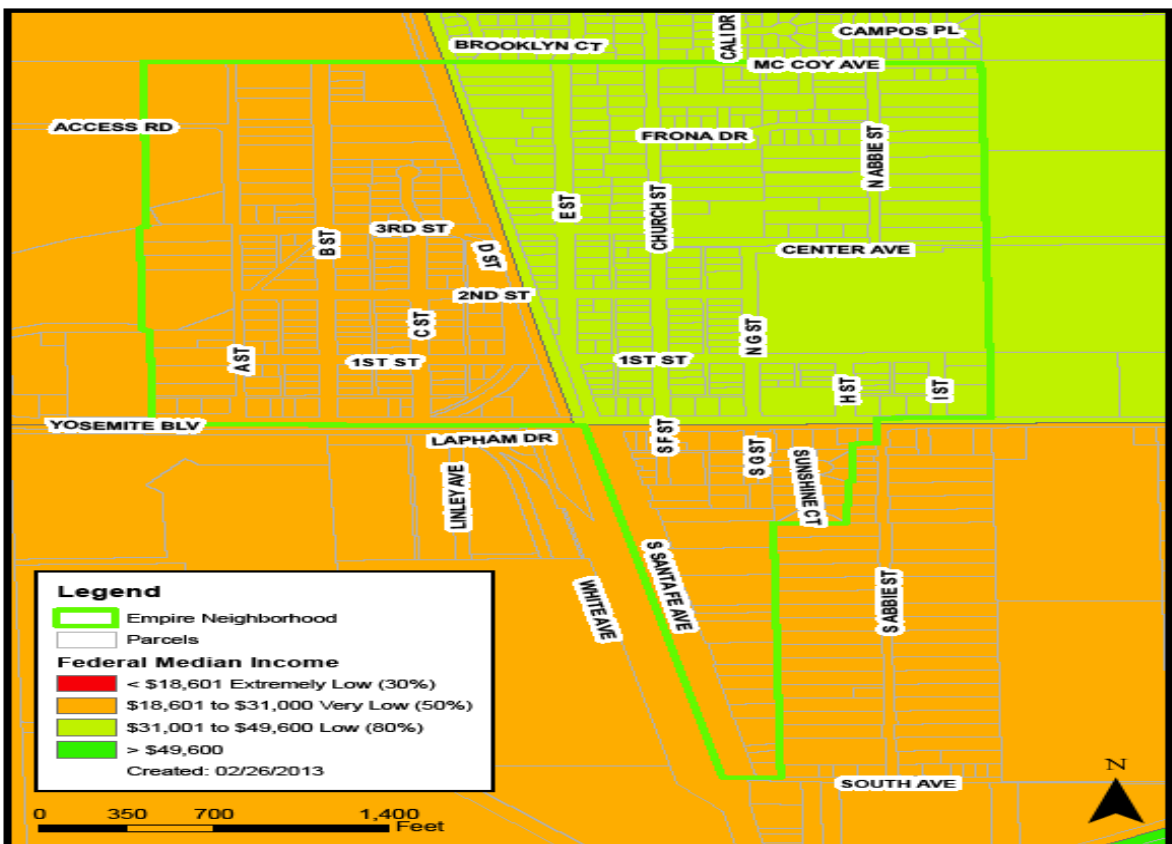 BROOKLYN CT
CALI DR
CAMPOS PL
MC COY AVE
ACCESS RD
FRONA DR
N ABBIE ST
E ST
CHURCH ST
3RD ST
B ST
D ST
CENTER AVE
2ND ST
C ST
N G ST
A ST
1ST ST
1ST ST
H ST
I ST
YOSEMITE BLV
LAPHAM DR
S F ST
S G ST
SUNSHINE CT
LINLEY AVE
S SANTA FE AVE
WHITE AVE
S ABBIE ST
SOUTH AVE
Legend
Empire Neighborhood
Parcels
Federal Median Income
< $18,601 Extremely Low (30%)
$18,601 to $31,000 Very Low (50%)
$31,001 to $49,600 Low (80%)
> $49,600
Created: 02/26/2013
0 350 700 1,400
Feet
N